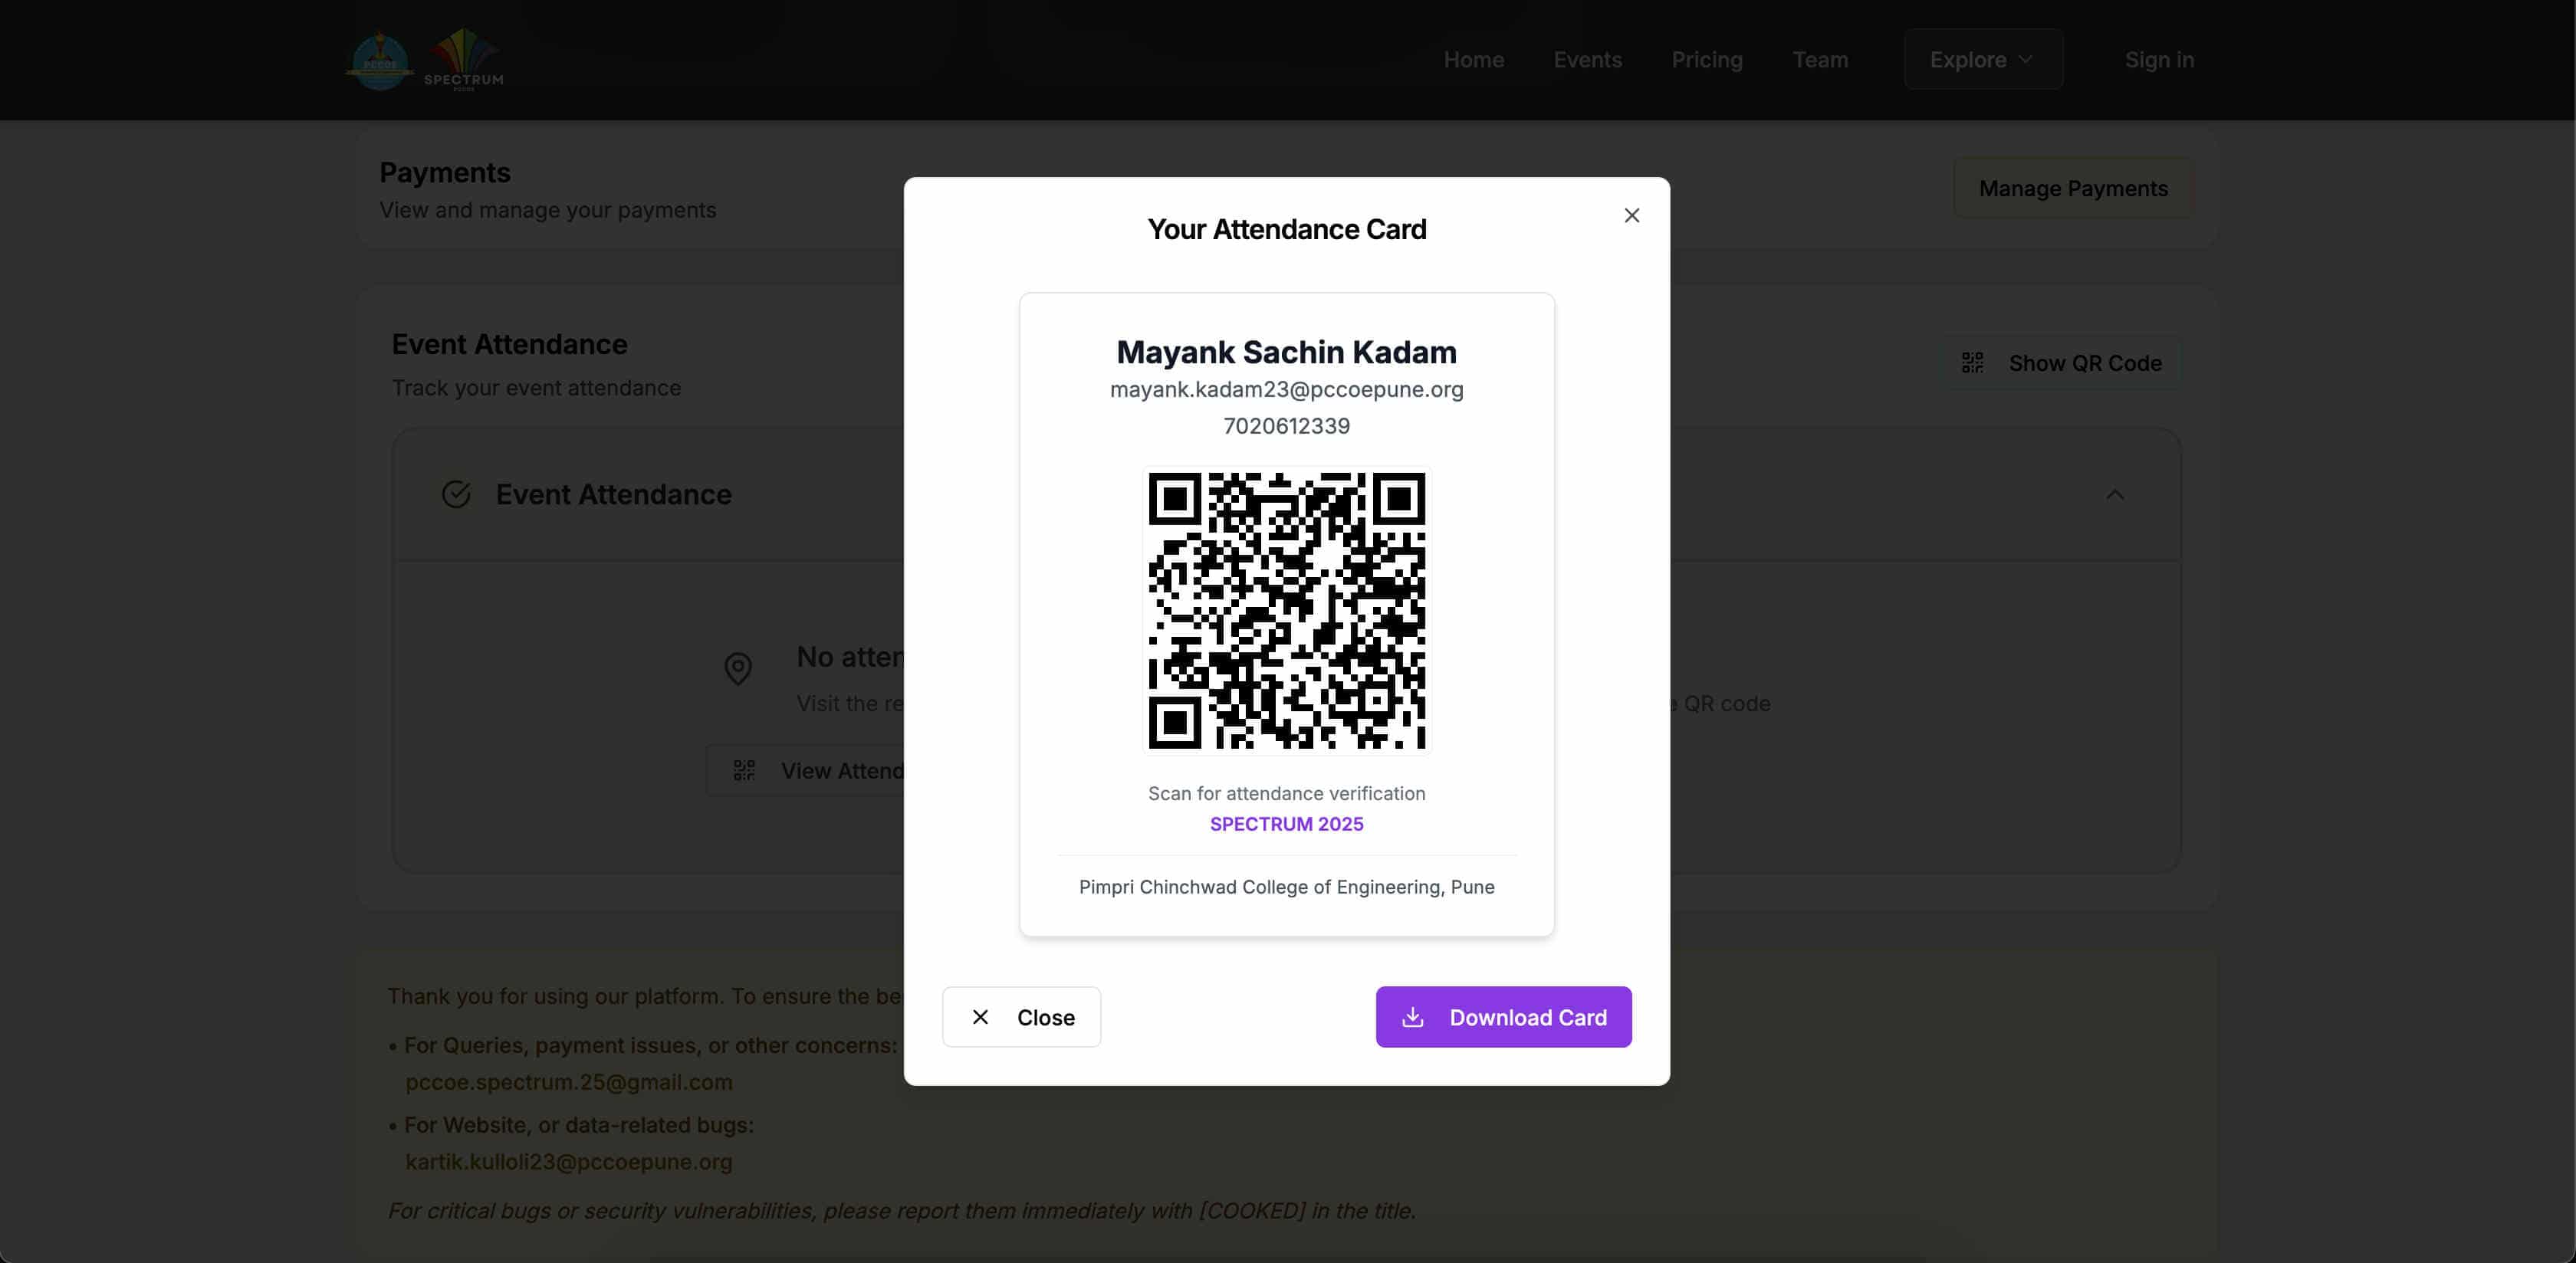 PCCOE
SPECTRUM
PCCOE
Home
Events
Pricing
Team
Explore
Sign in
Payments
View and manage your payments
Manage Payments
Event Attendance
Track your event attendance
Show QR Code
Event Attendance
No atten
Visit the re
e QR code
View Attend
Your Attendance Card
Mayank Sachin Kadam
mayank.kadam23@pccoepune.org
7020612339
Scan for attendance verification
SPECTRUM 2025
Pimpri Chinchwad College of Engineering, Pune
Close
Download Card
Thank you for using our platform. To ensure the be
• For Queries, payment issues, or other concerns:
pccoe.spectrum.25@gmail.com
• For Website, or data-related bugs:
kartik.kulloli23@pccoepune.org
For critical bugs or security vulnerabilities, please report them immediately with [COOKED] in the title.